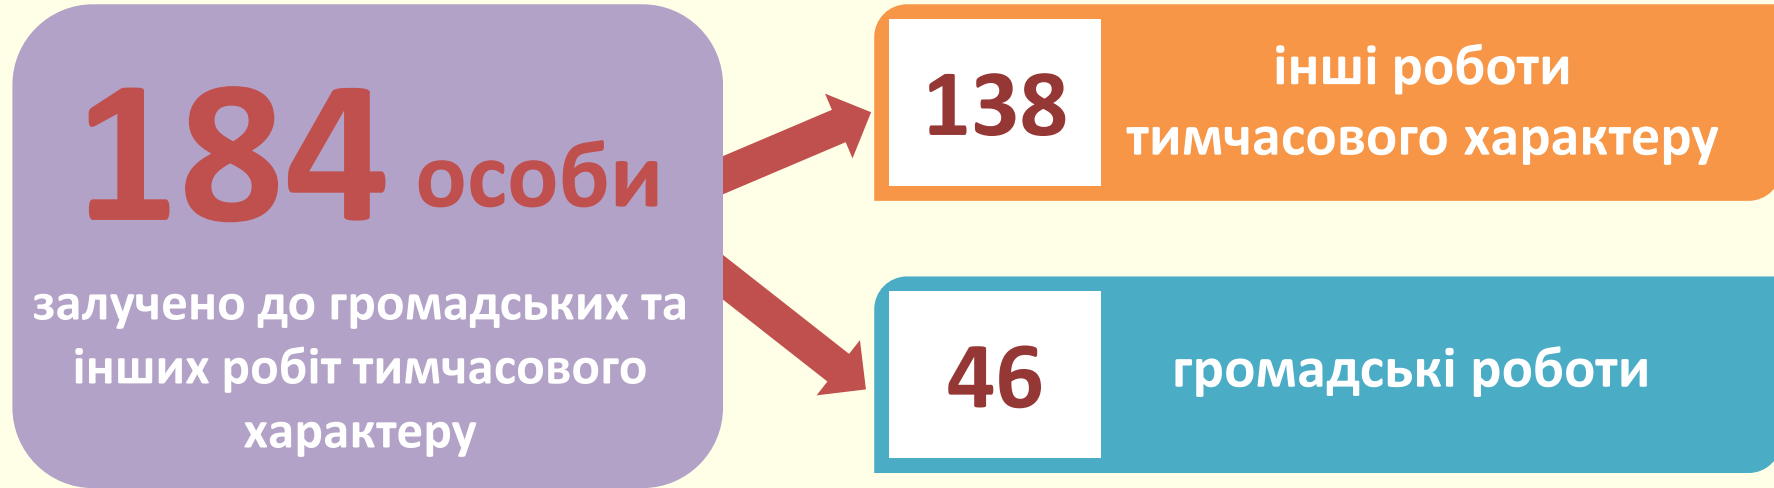 184 особи
залучено до громадських та
інших робіт тимчасового
характеру
138
інші роботи
тимчасового характеру
46
громадські роботи